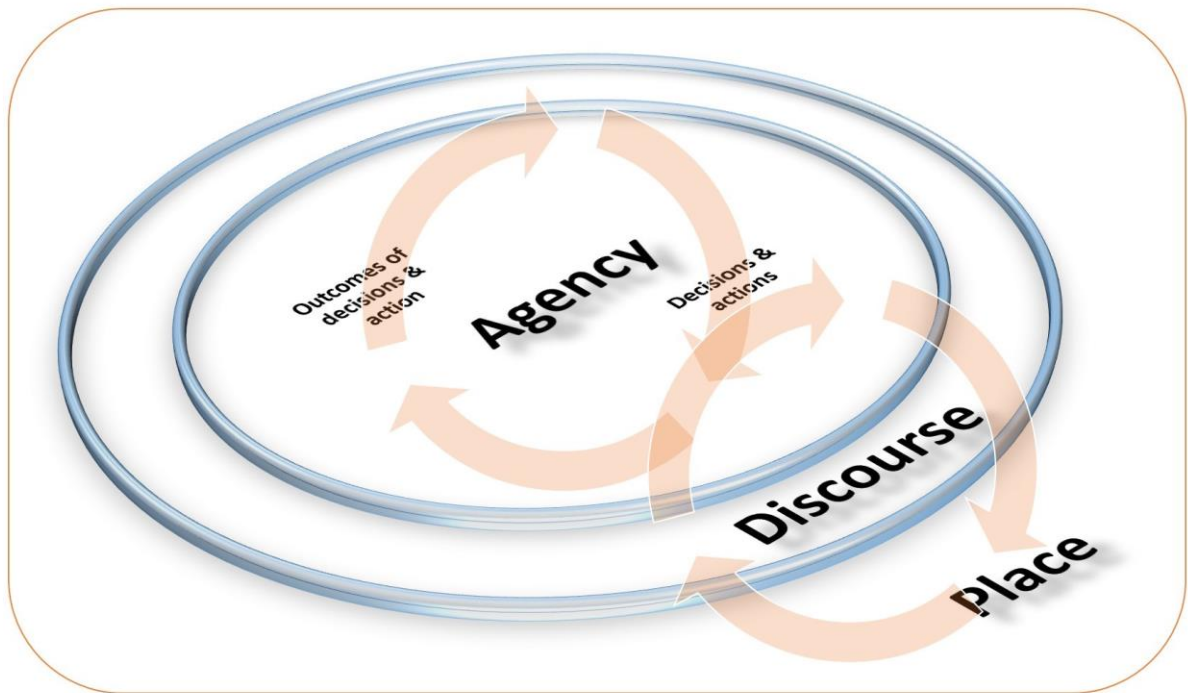 Outcomes of
decisions &
action
Agency
Decisions &
actions
Discourse
Place